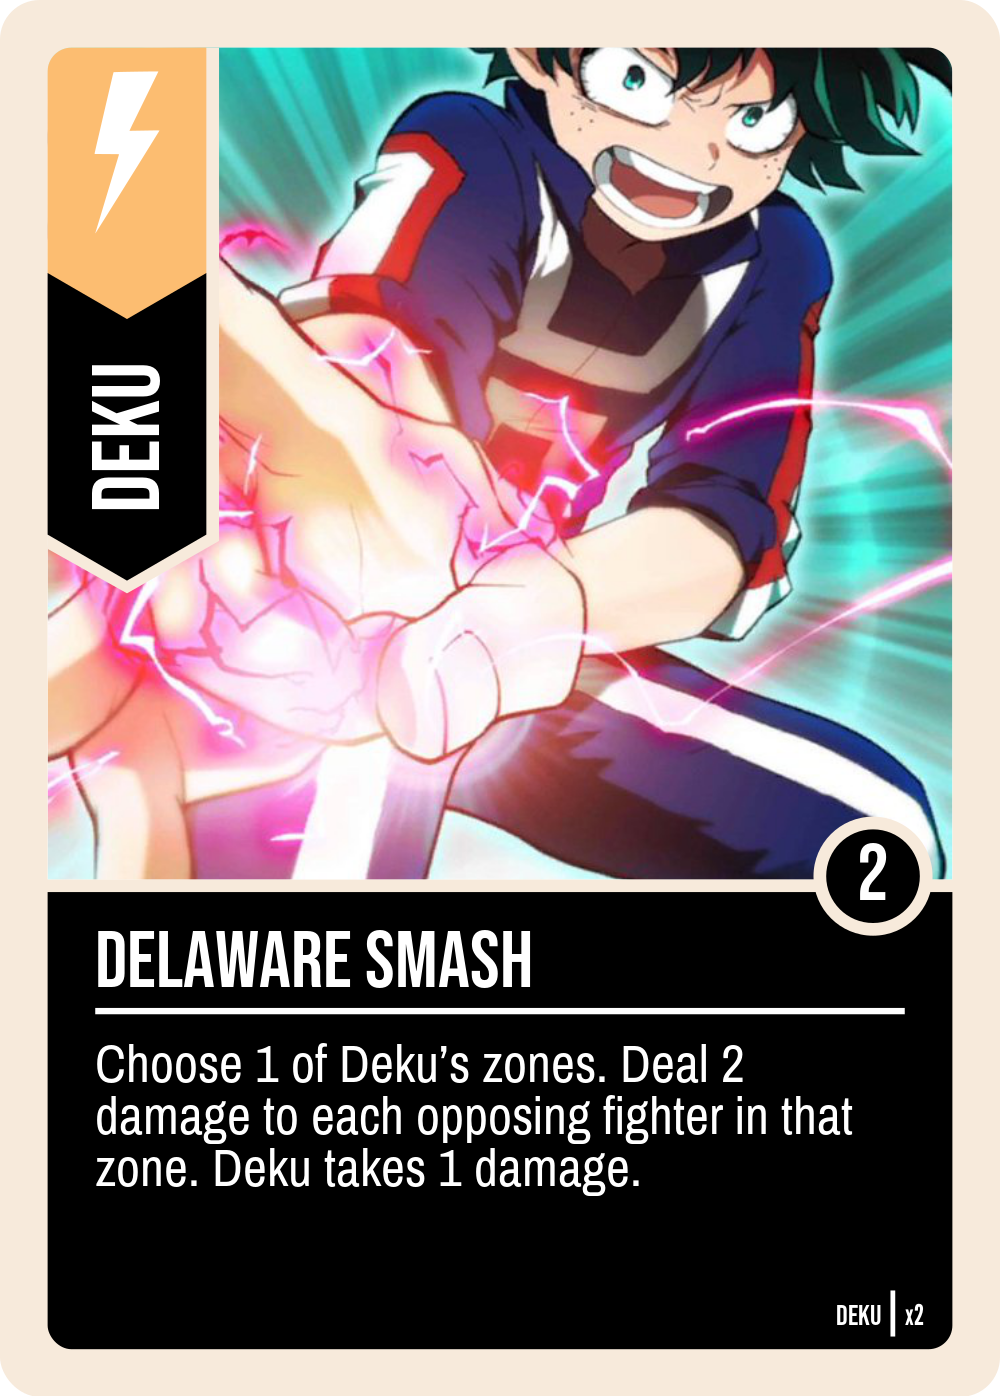 DEKU
2
DELAWARE SMASH
Choose 1 of Deku’s zones. Deal 2
damage to each opposing fighter in that
zone. Deku takes 1 damage.
DEKU | x2